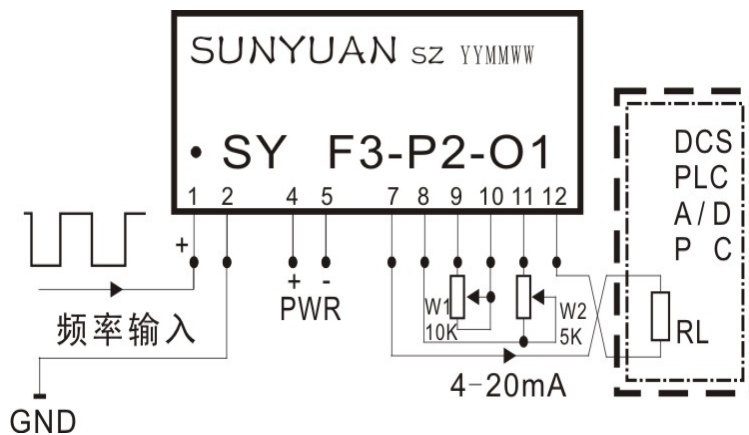 SUNYUAN SZ YYMMWW
• SY F3-P2-O1
1 2 4 5 7 8 9 10 11 12
+
+ -
PWR
频率输入
GND
W1
10K
W2
5K
4-20mA
RL
DCS
PLC
A/D
P C